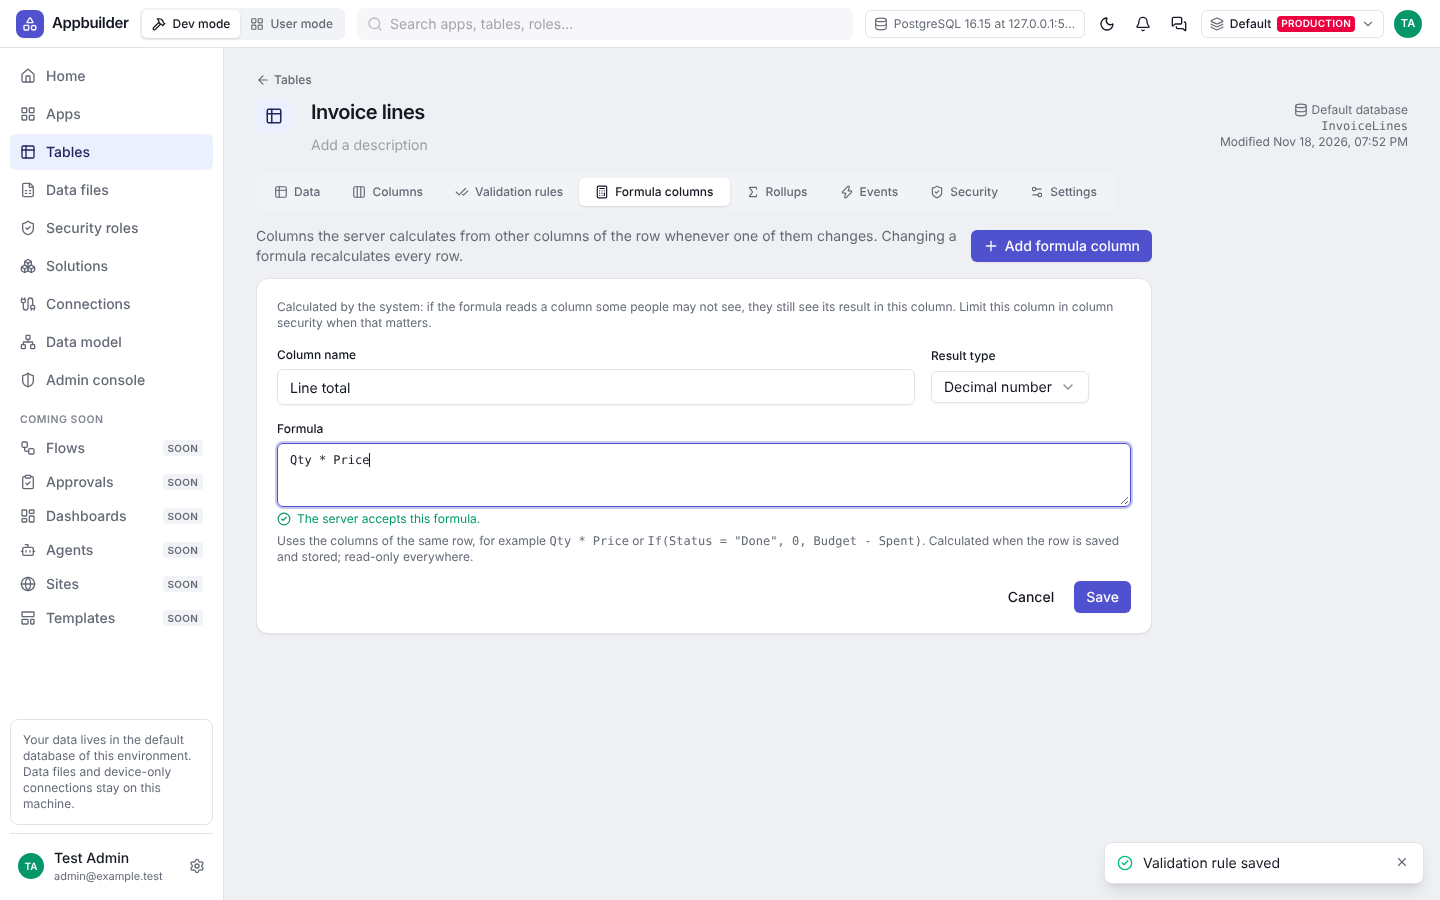 Appbuilder
Dev mode
User mode
Search apps, tables, roles...
PostgreSQL 16.15 at 127.0.0.1:5...
Default PRODUCTION
TA
Home
Apps
Tables
Data files
Security roles
Solutions
Connections
Data model
Admin console
COMING SOON
Flows SOON
Approvals SOON
Dashboards SOON
Agents SOON
Sites SOON
Templates SOON
Your data lives in the default
database of this environment.
Data files and device-only
connections stay on this
machine.
TA
Test Admin
admin@example.test
Tables
Invoice lines
Add a description
Default database
InvoiceLines
Modified Nov 18, 2026, 07:52 PM
Data
Columns
Validation rules
Formula columns
Rollups
Events
Security
Settings
Columns the server calculates from other columns of the row whenever one of them changes. Changing a
formula recalculates every row.
Add formula column
Calculated by the system: if the formula reads a column some people may not see, they still see its result in this column. Limit this column in column
security when that matters.
Column name
Result type
Line total
Decimal number
Formula
Qty * Price
The server accepts this formula.
Uses the columns of the same row, for example Qty * Price or If(Status = "Done", 0, Budget - Spent). Calculated when the row is saved
and stored; read-only everywhere.
Cancel
Save
Validation rule saved